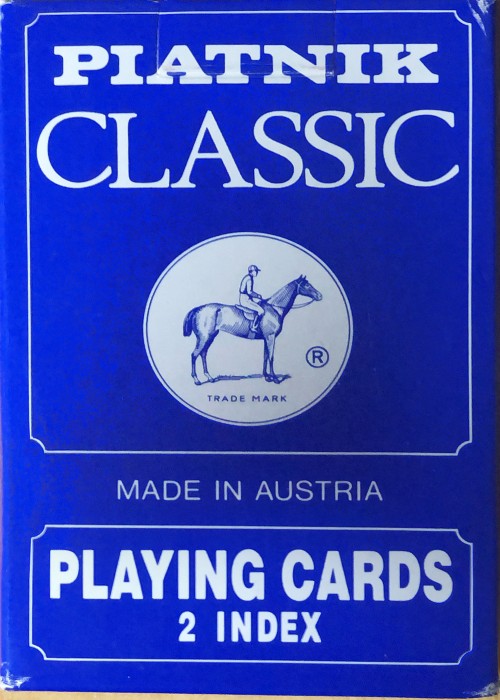 PIATNIK
CLASSIC
®
TRADE MARK
MADE IN AUSTRIA
PLAYING CARDS
2 INDEX